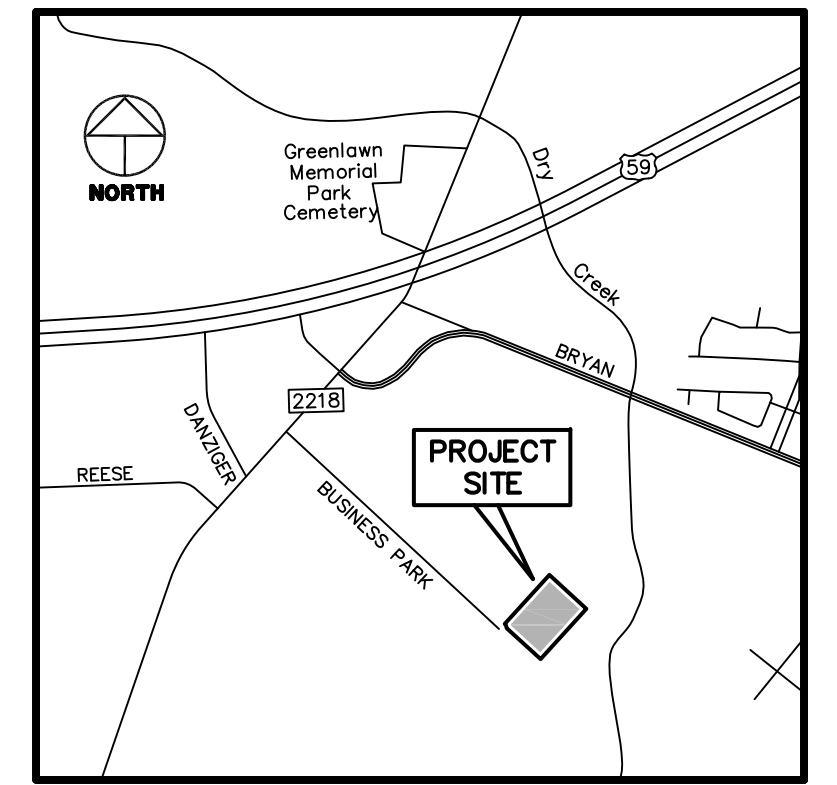 Greenlawn
Memorial
Park
Cemetery
NORTH
Dry
59
Creek
BRYAN
2218
DANZIGER
REESE
PROJECT
SITE
BUSINESS PARK